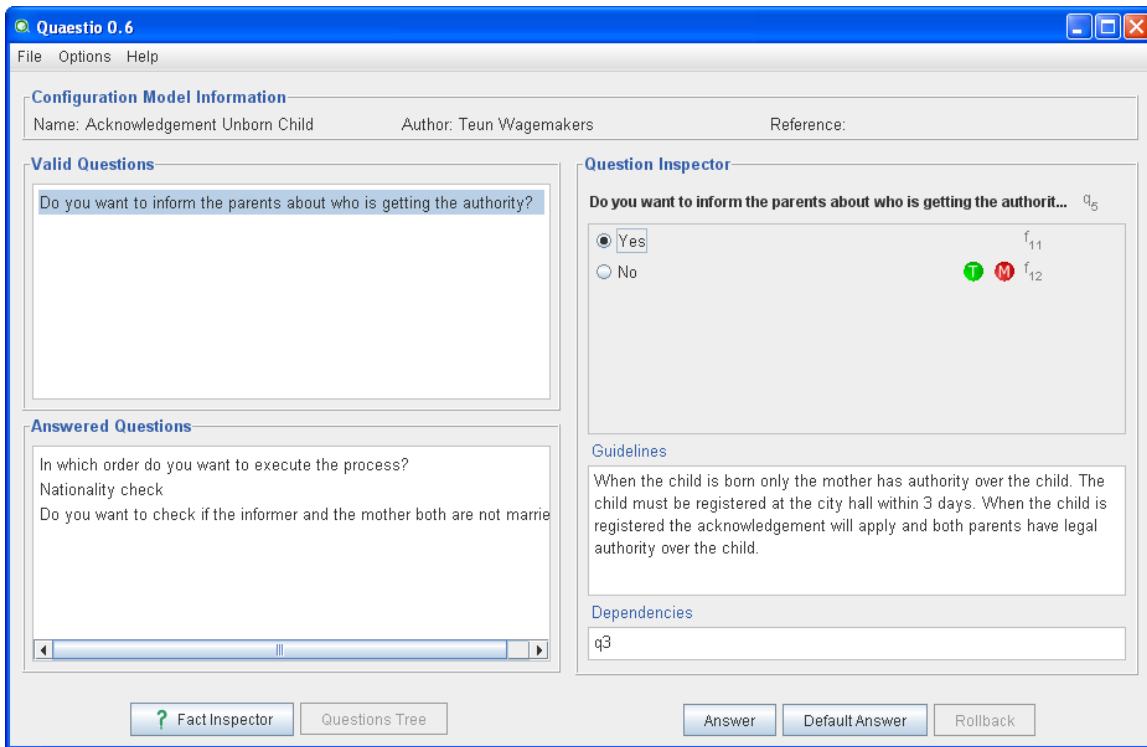 Quaestio 0.6
File Options Help
Configuration Model Information
Name: Acknowledgement Unborn Child Author: Teun Wagemakers Reference:
Valid Questions
Do you want to inform the parents about who is getting the authority?
Answered Questions
In which order do you want to execute the process?
Nationality check
Do you want to check if the informer and the mother both are not marrie
Question Inspector
Do you want to inform the parents about who is getting the authorit... q5
Yes f11
No T M f12
Guidelines
When the child is born only the mother has authority over the child. The
child must be registered at the city hall within 3 days. When the child is
registered the acknowledgement will apply and both parents have legal
authority over the child.
Dependencies
q3
? Fact Inspector Questions Tree Answer Default Answer Rollback